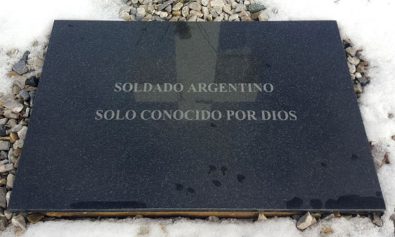 SOLDADO ARGENTINO
SOLO CONOCIDO POR DIOS